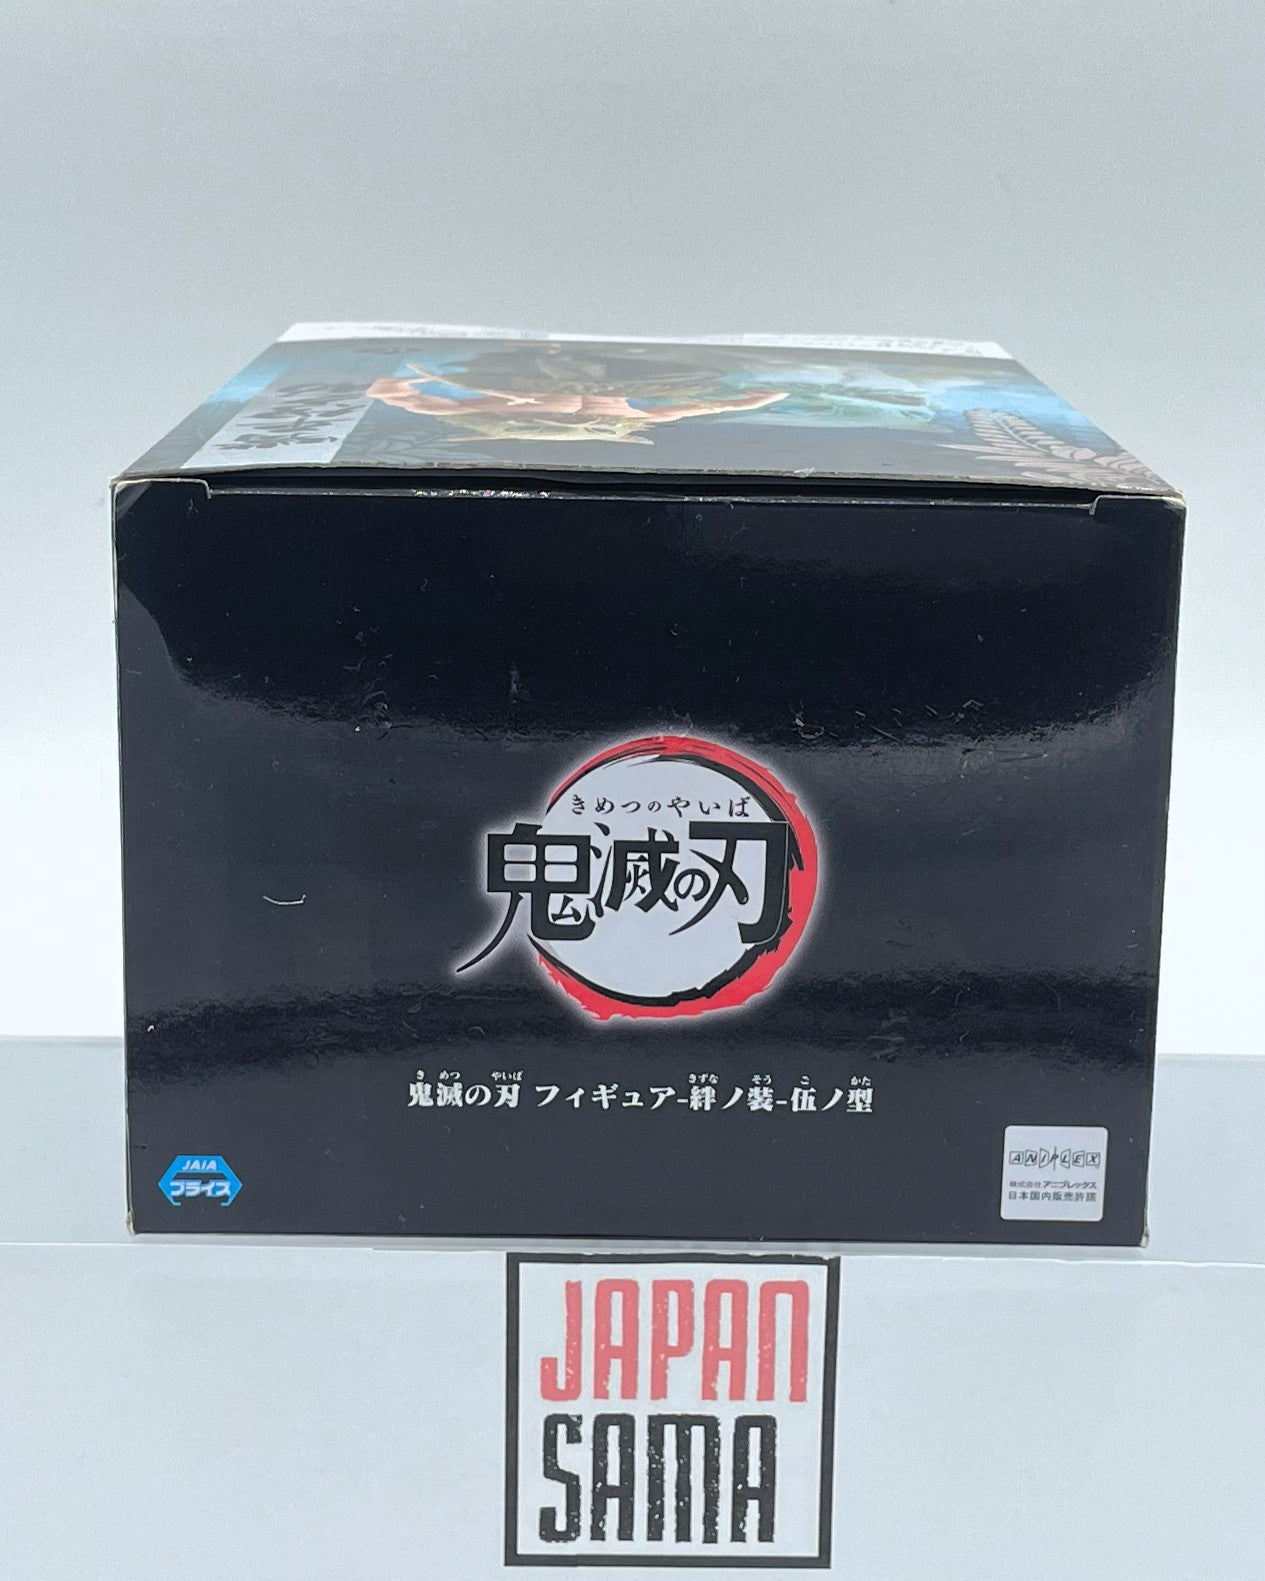 きめつのやいば
鬼滅の刃
き めつ やいば きずな そう ご かた
鬼滅の刃 フィギュア-絆ノ装-伍ノ型
JAIA
プライズ
ANIPLEX
株式会社アニプレックス
日本国内販売許諾
JAPAN
SAMA